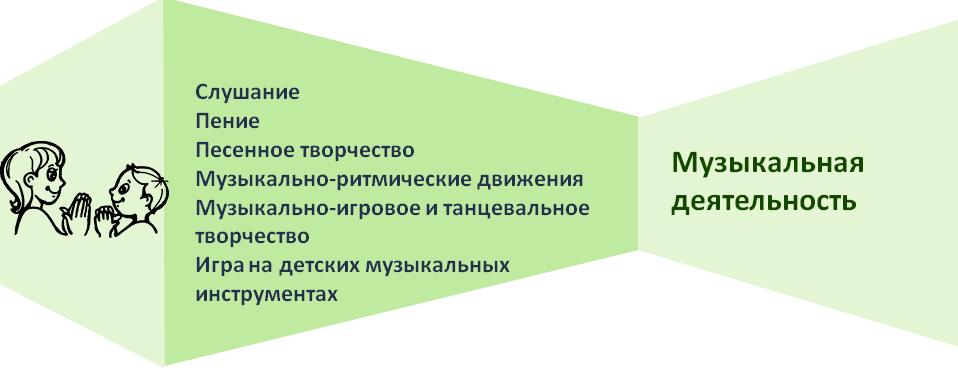 Слушание
Пение
Песенное творчество
Музыкально-ритмические движения
Музыкально-игровое и танцевальное
творчество
Игра на детских музыкальных
инструментах
Музыкальная
деятельность